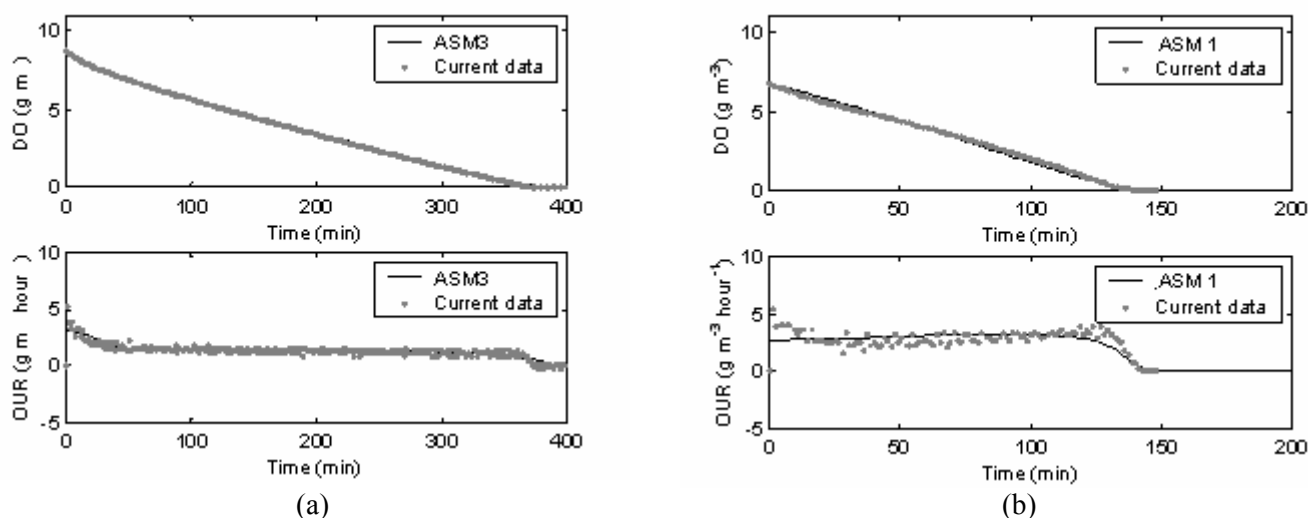 10
5
0
DO (g m )
ASM3
Current data
0 100 200 300 400
Time (min)
10
5
0
-5
OUR (g m hour )
ASM3
Current data
0 100 200 300 400
Time (min)
(a)
10
5
0
DO (g m-3)
ASM 1
Current data
0 50 100 150 200
Time (min)
10
5
0
-5
OUR (g m-3 hour-1)
ASM 1
Current data
0 50 100 150 200
Time (min)
(b)